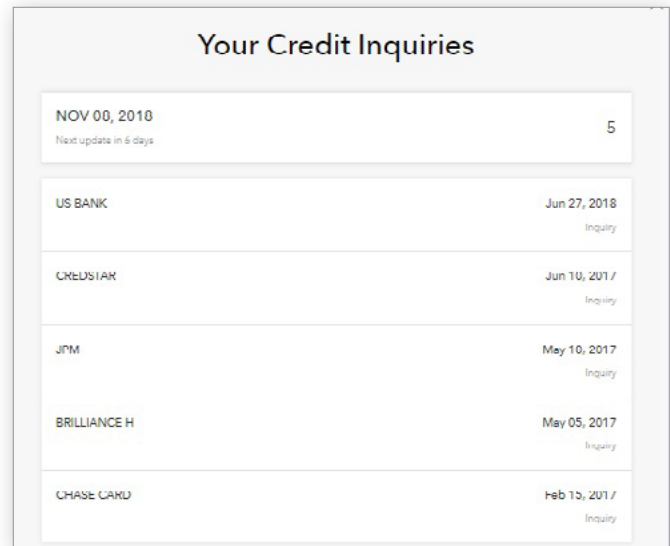 Your Credit Inquiries
NOV 08, 2018
5
Next update in 6 days
US BANK
Jun 27, 2018
Inquiry
CREDSTAR
Jun 10, 2017
Inquiry
JPM
May 10, 2017
Inquiry
BRILLIANCE H
May 05, 2017
Inquiry
CHASE CARD
Feb 15, 2017
Inquiry